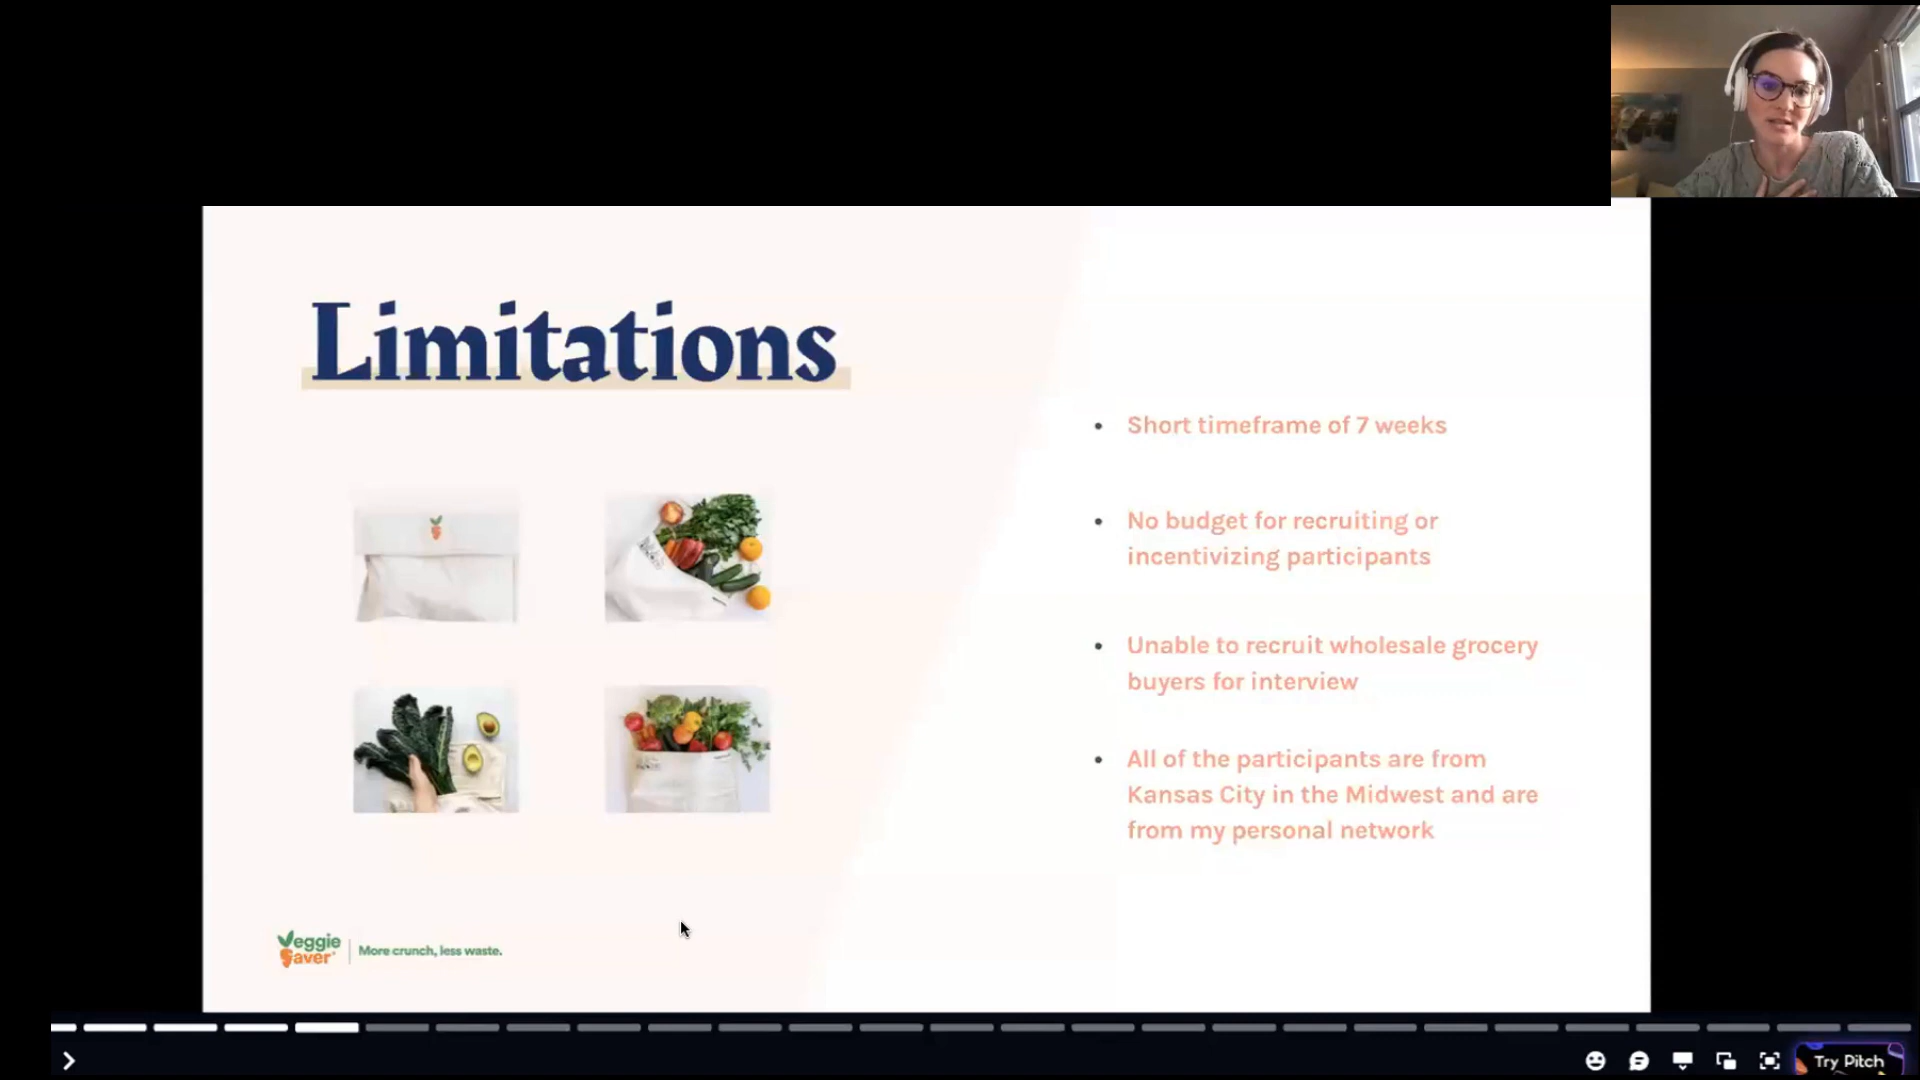 Limitations
Short timeframe of 7 weeks
No budget for recruiting or
incentivizing participants
Unable to recruit wholesale grocery
buyers for interview
All of the participants are from
Kansas City in the Midwest and are
from my personal network
Veggie
Saver
More crunch, less waste.
Try Pitch